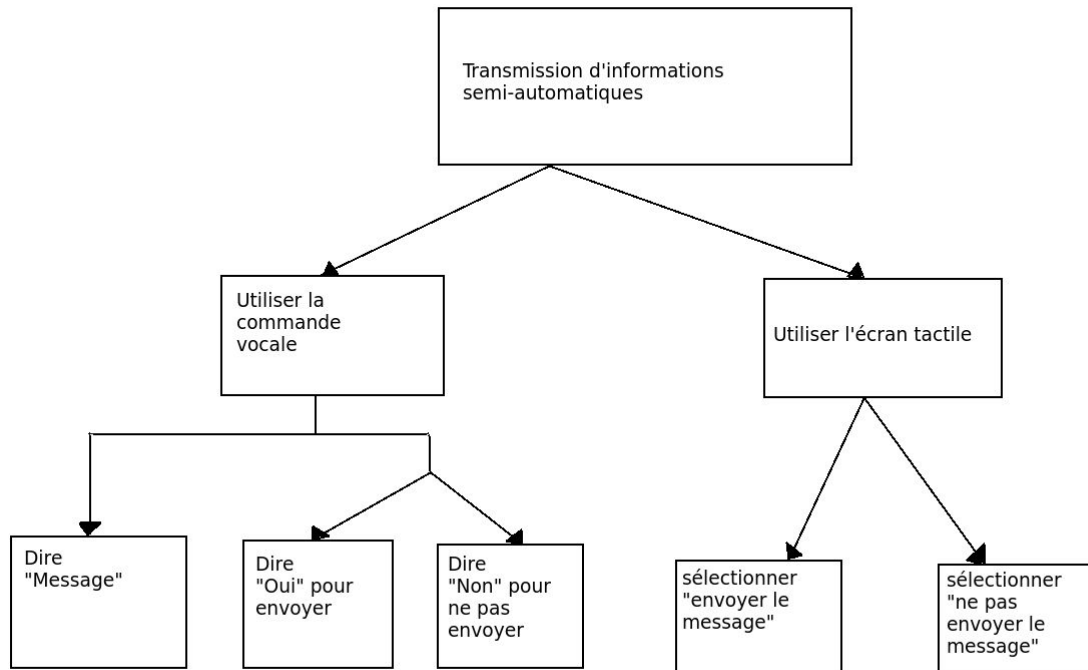 Transmission d'informations
semi-automatiques
Utiliser la
commande
vocale
Utiliser l'écran tactile
Dire
"Message"
Dire
"Oui" pour
envoyer
Dire
"Non" pour
ne pas
envoyer
sélectionner
"envoyer le
message"
sélectionner
"ne pas
envoyer le
message"